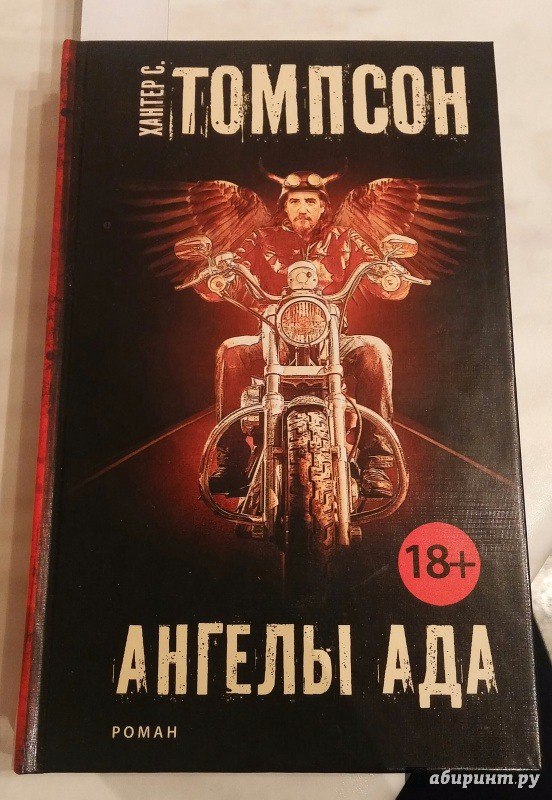 ХАНТЕР С.
ТОМПСОН
18+
АНГЕЛЫ АДА
РОМАН
абиринт.ру